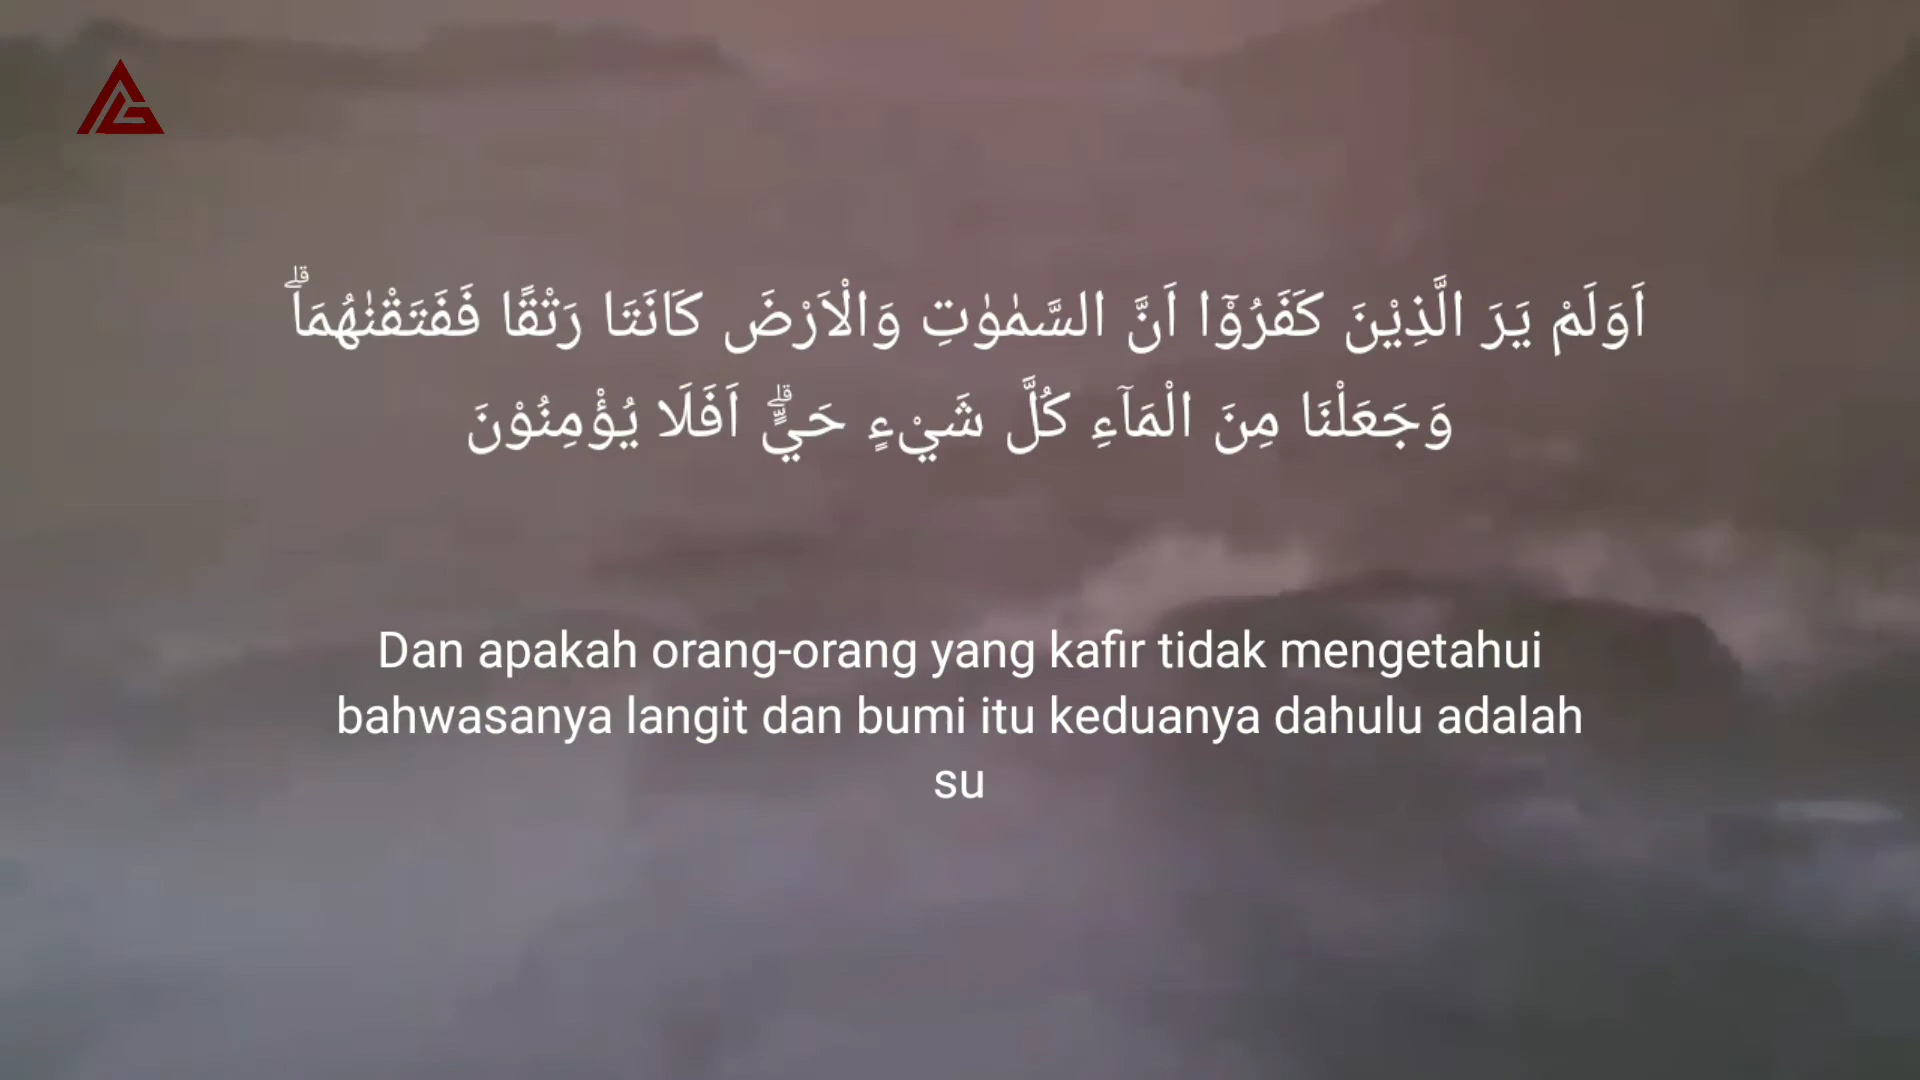 اَوَلَمْ يَرَ الَّذِيْنَ كَفَرُوْٓا اَنَّ السَّمٰوٰتِ وَالْاَرْضَ كَانَتَا رَتْقًا فَفَتَقْنٰهُمَاۗ
وَجَعَلْنَا مِنَ الْمَاۤءِ كُلَّ شَيْءٍ حَيٍّۗ اَفَلَا يُؤْمِنُوْنَ
Dan apakah orang-orang yang kafir tidak mengetahui
bahwasanya langit dan bumi itu keduanya dahulu adalah
su